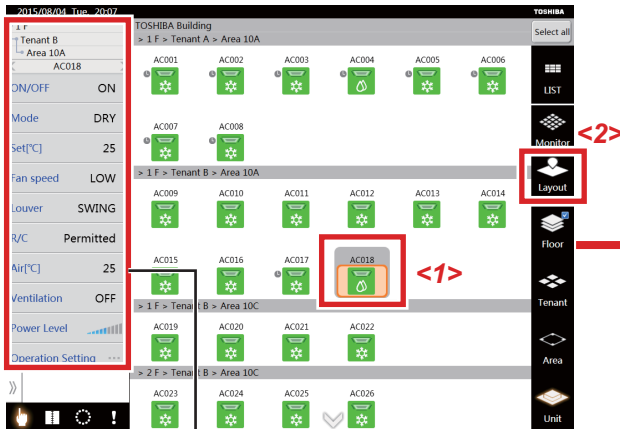 2015/08/04 Tue 20:07
TOSHIBA
1 F
Tenant B
Area 10A
AC018
ON/OFF ON
Mode DRY
Set[°C] 25
Fan speed LOW
Louver SWING
R/C Permitted
Air[°C] 25
Ventilation OFF
Power Level
Operation Setting ...
TOSHIBA Building
> 1 F > Tenant A > Area 10A
AC001 AC002 AC003 AC004 AC005 AC006
AC007 AC008
> 1 F > Tenant B > Area 10A
AC009 AC010 AC011 AC012 AC013 AC014
AC015 AC016 AC017 AC018
<1>
> 1 F > Tenant B > Area 10C
AC019 AC020 AC021 AC022
> 2 F > Tenant B > Area 10C
AC023 AC024 AC025 AC026
Select all
LIST
Monitor
<2>
Layout
Floor
Tenant
Area
Unit